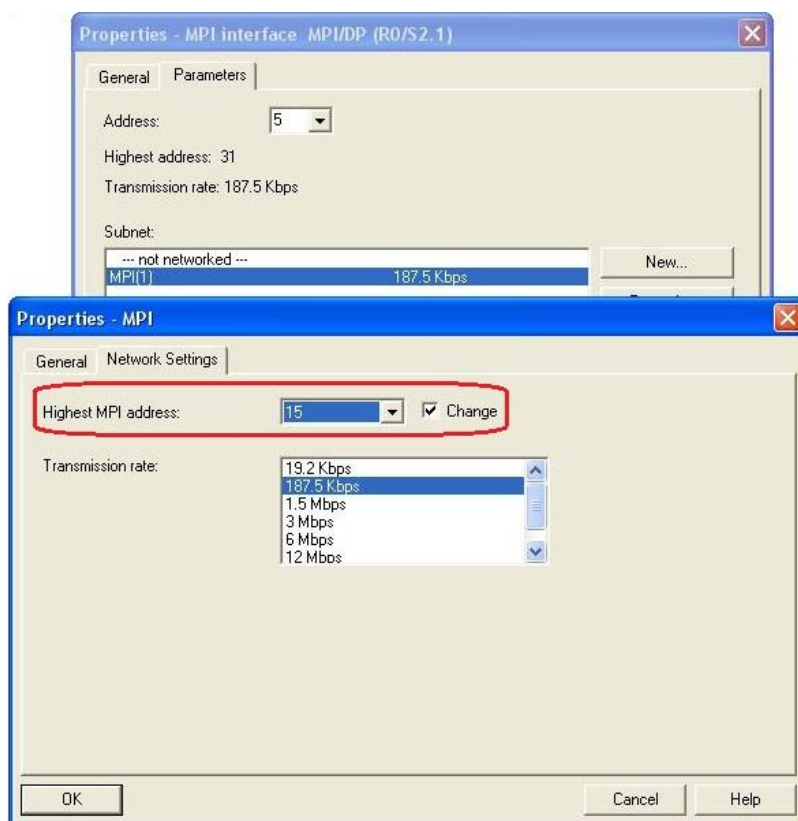 Properties - MPI interface MPI/DP (R0/S2.1)
General Parameters
Address: 5
Highest address: 31
Transmission rate: 187.5 Kbps
Subnet:
--- not networked ---
New...
MPI(1) 187.5 Kbps
Properties - MPI
General Network Settings
Highest MPI address: 15 Change
Transmission rate:
19.2 Kbps
187.5 Kbps
1.5 Mbps
3 Mbps
6 Mbps
12 Mbps
OK Cancel Help